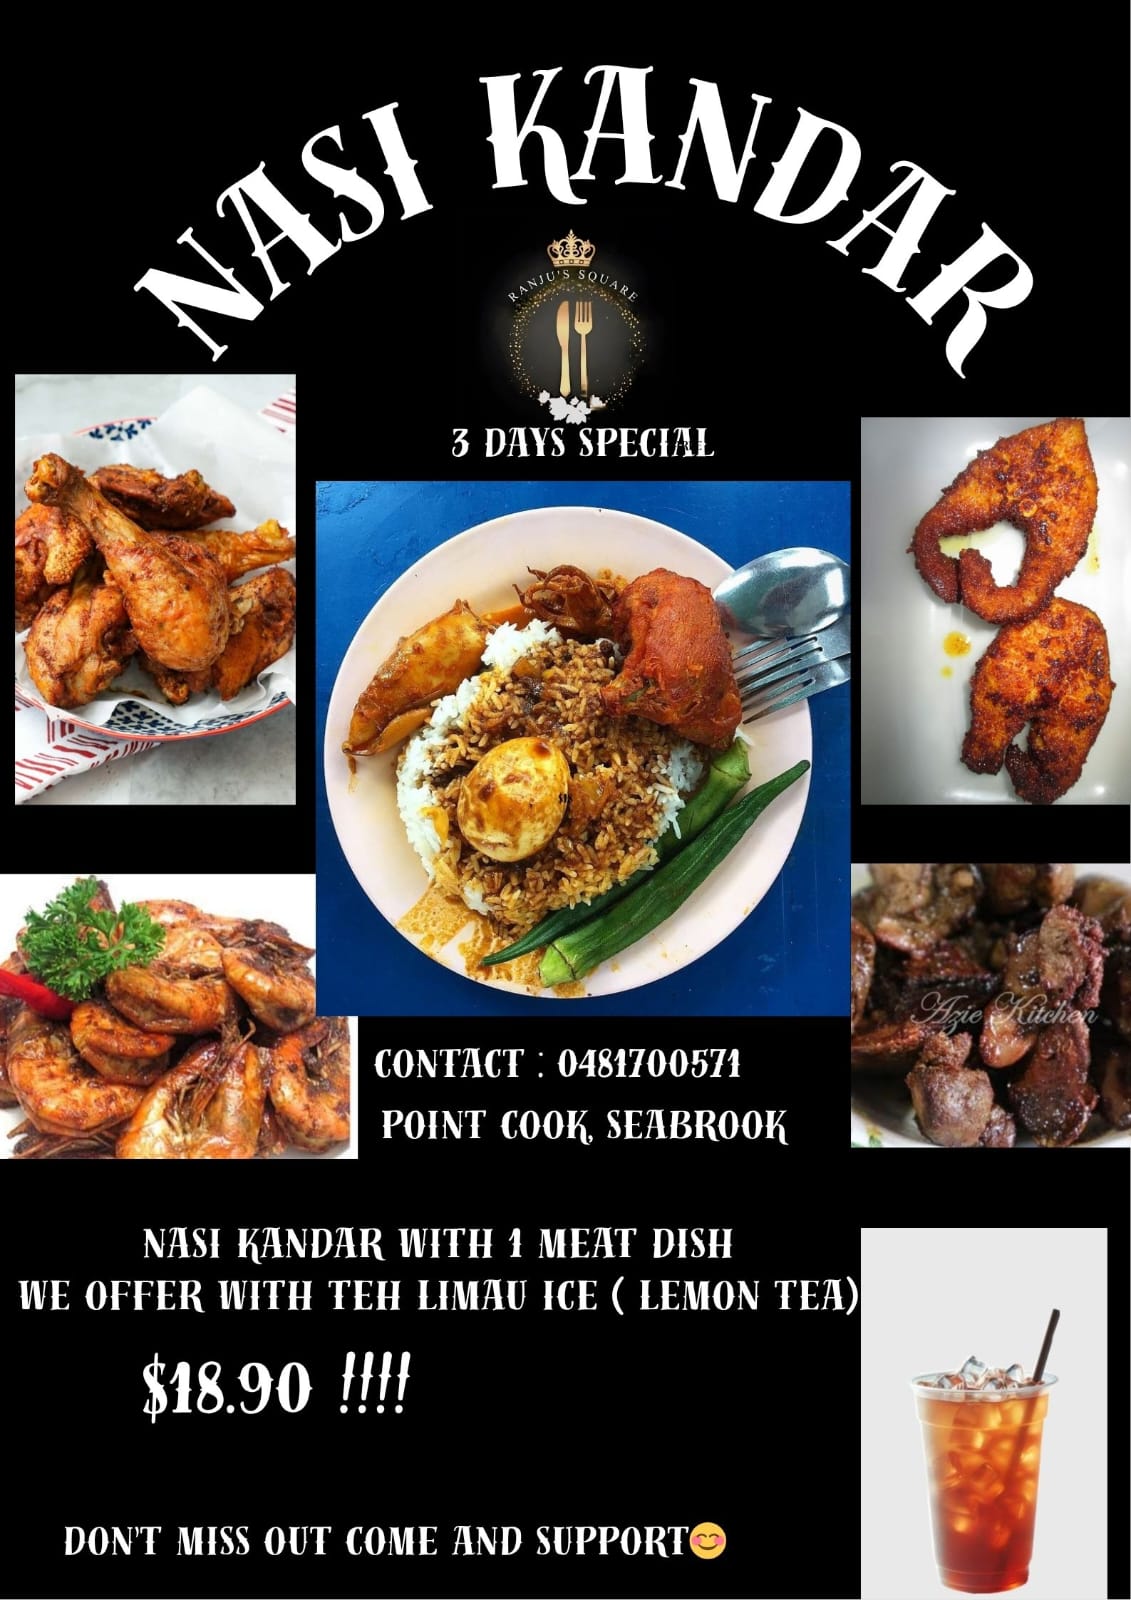 NASI KANDAR
RANJU'S SQUARE
3 DAYS SPECIAL
Azie Kitchen
CONTACT : 0481700571
POINT COOK, SEABROOK
NASI KANDAR WITH 1 MEAT DISH
WE OFFER WITH TEH LIMAU ICE ( LEMON TEA)
$18.90 !!!!
DON'T MISS OUT COME AND SUPPORT😊